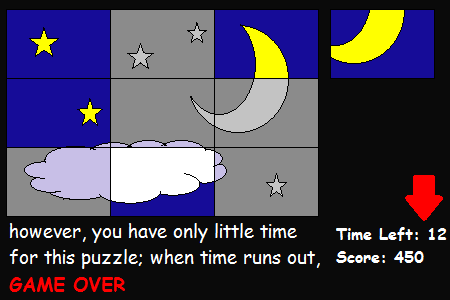 however, you have only little time
for this puzzle; when time runs out,
GAME OVER
Time Left: 12
Score: 450